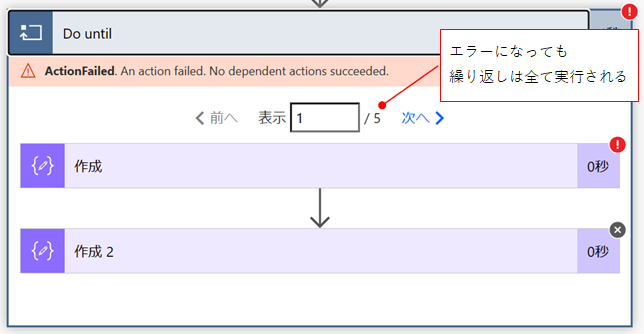 Do until
エラーになっても
繰り返しは全て実行される
ActionFailed. An action failed. No dependent actions succeeded.
前へ 表示 1 / 5 次へ
作成 0秒
作成 2 0秒